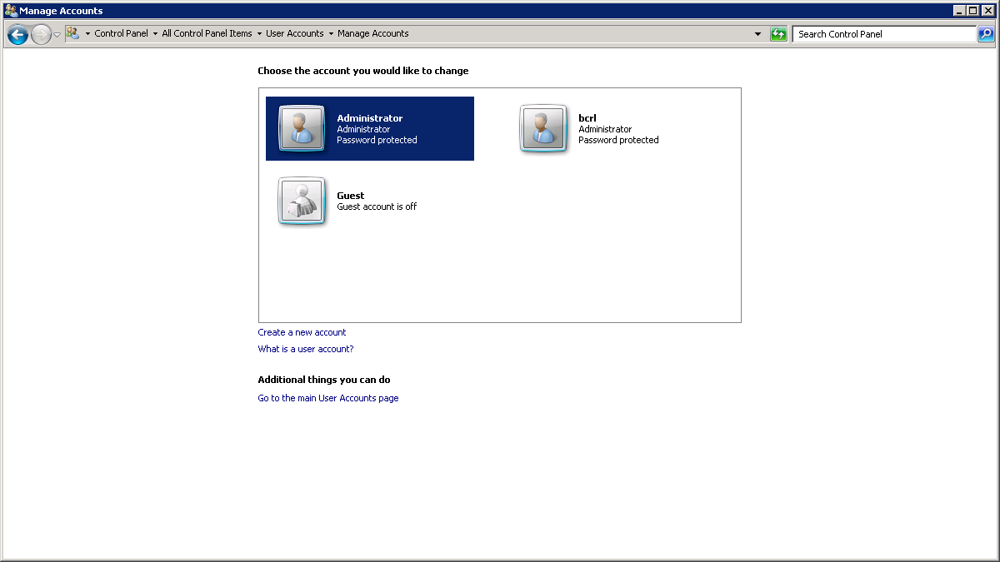 Manage Accounts
Control Panel All Control Panel Items User Accounts Manage Accounts Search Control Panel
Choose the account you would like to change
Administrator
Administrator
Password protected
bcrl
Administrator
Password protected
Guest
Guest account is off
Create a new account
What is a user account?
Additional things you can do
Go to the main User Accounts page